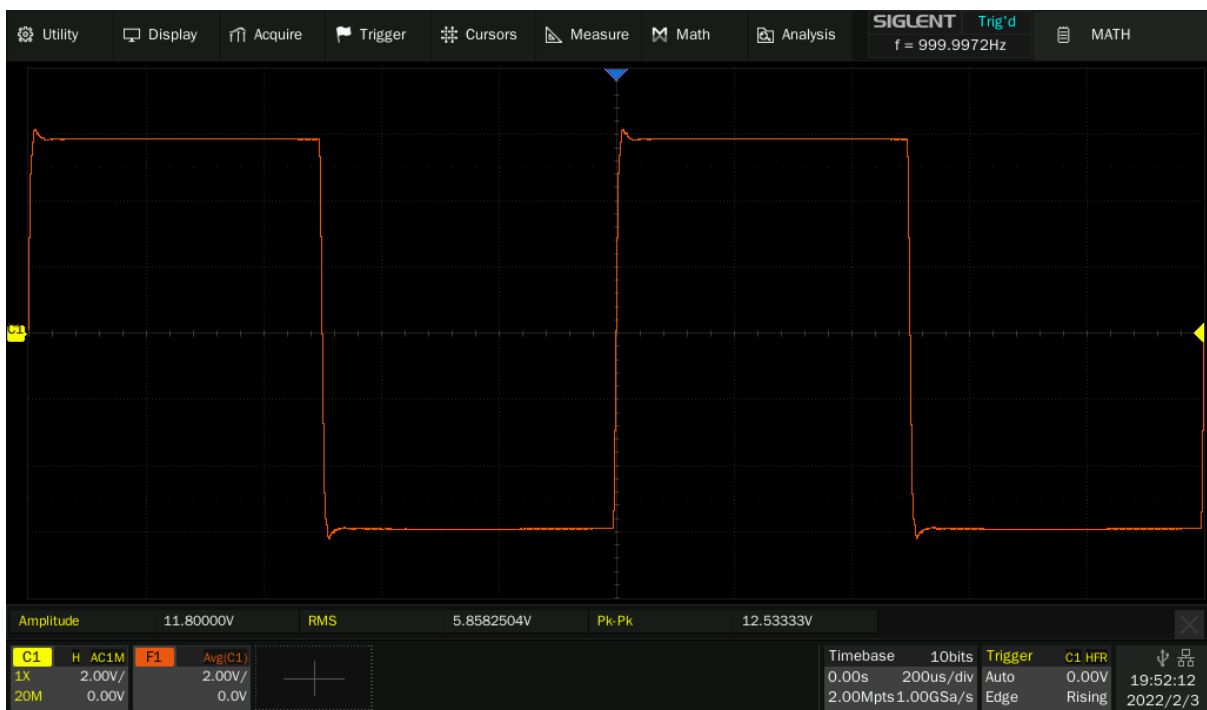 Utility Display Acquire Trigger Cursors Measure Math Analysis SIGLENT Trig'd MATH
f = 999.9972Hz
C1
Amplitude 11.80000V RMS 5.8582504V Pk-Pk 12.53333V
C1 H AC1M F1 Avg(C1) Timebase 10bits Trigger C1 HFR
1X 2.00V/ 2.00V/ 0.00s 200us/div Auto 0.00V 19:52:12
20M 0.00V 0.0V 2.00Mpts 1.00GSa/s Edge Rising 2022/2/3